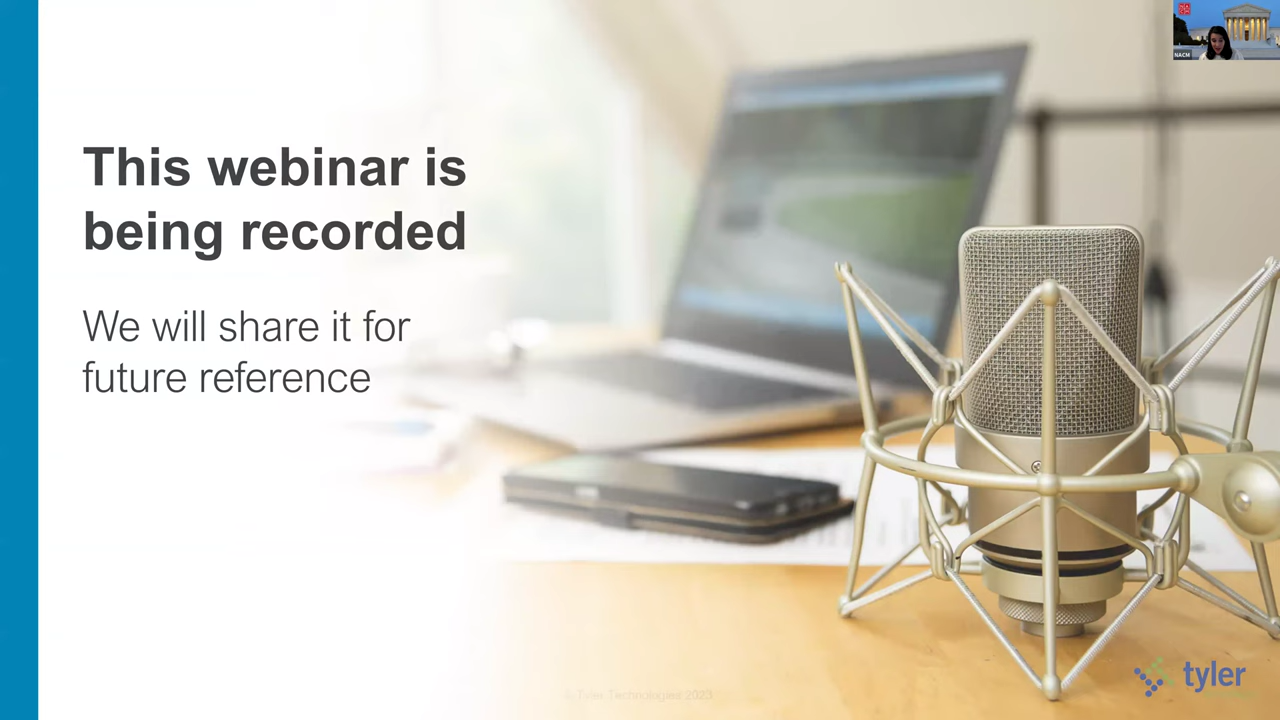 This webinar is
being recorded
We will share it for
future reference
NACM
© Tyler Technologies 2023
tyler